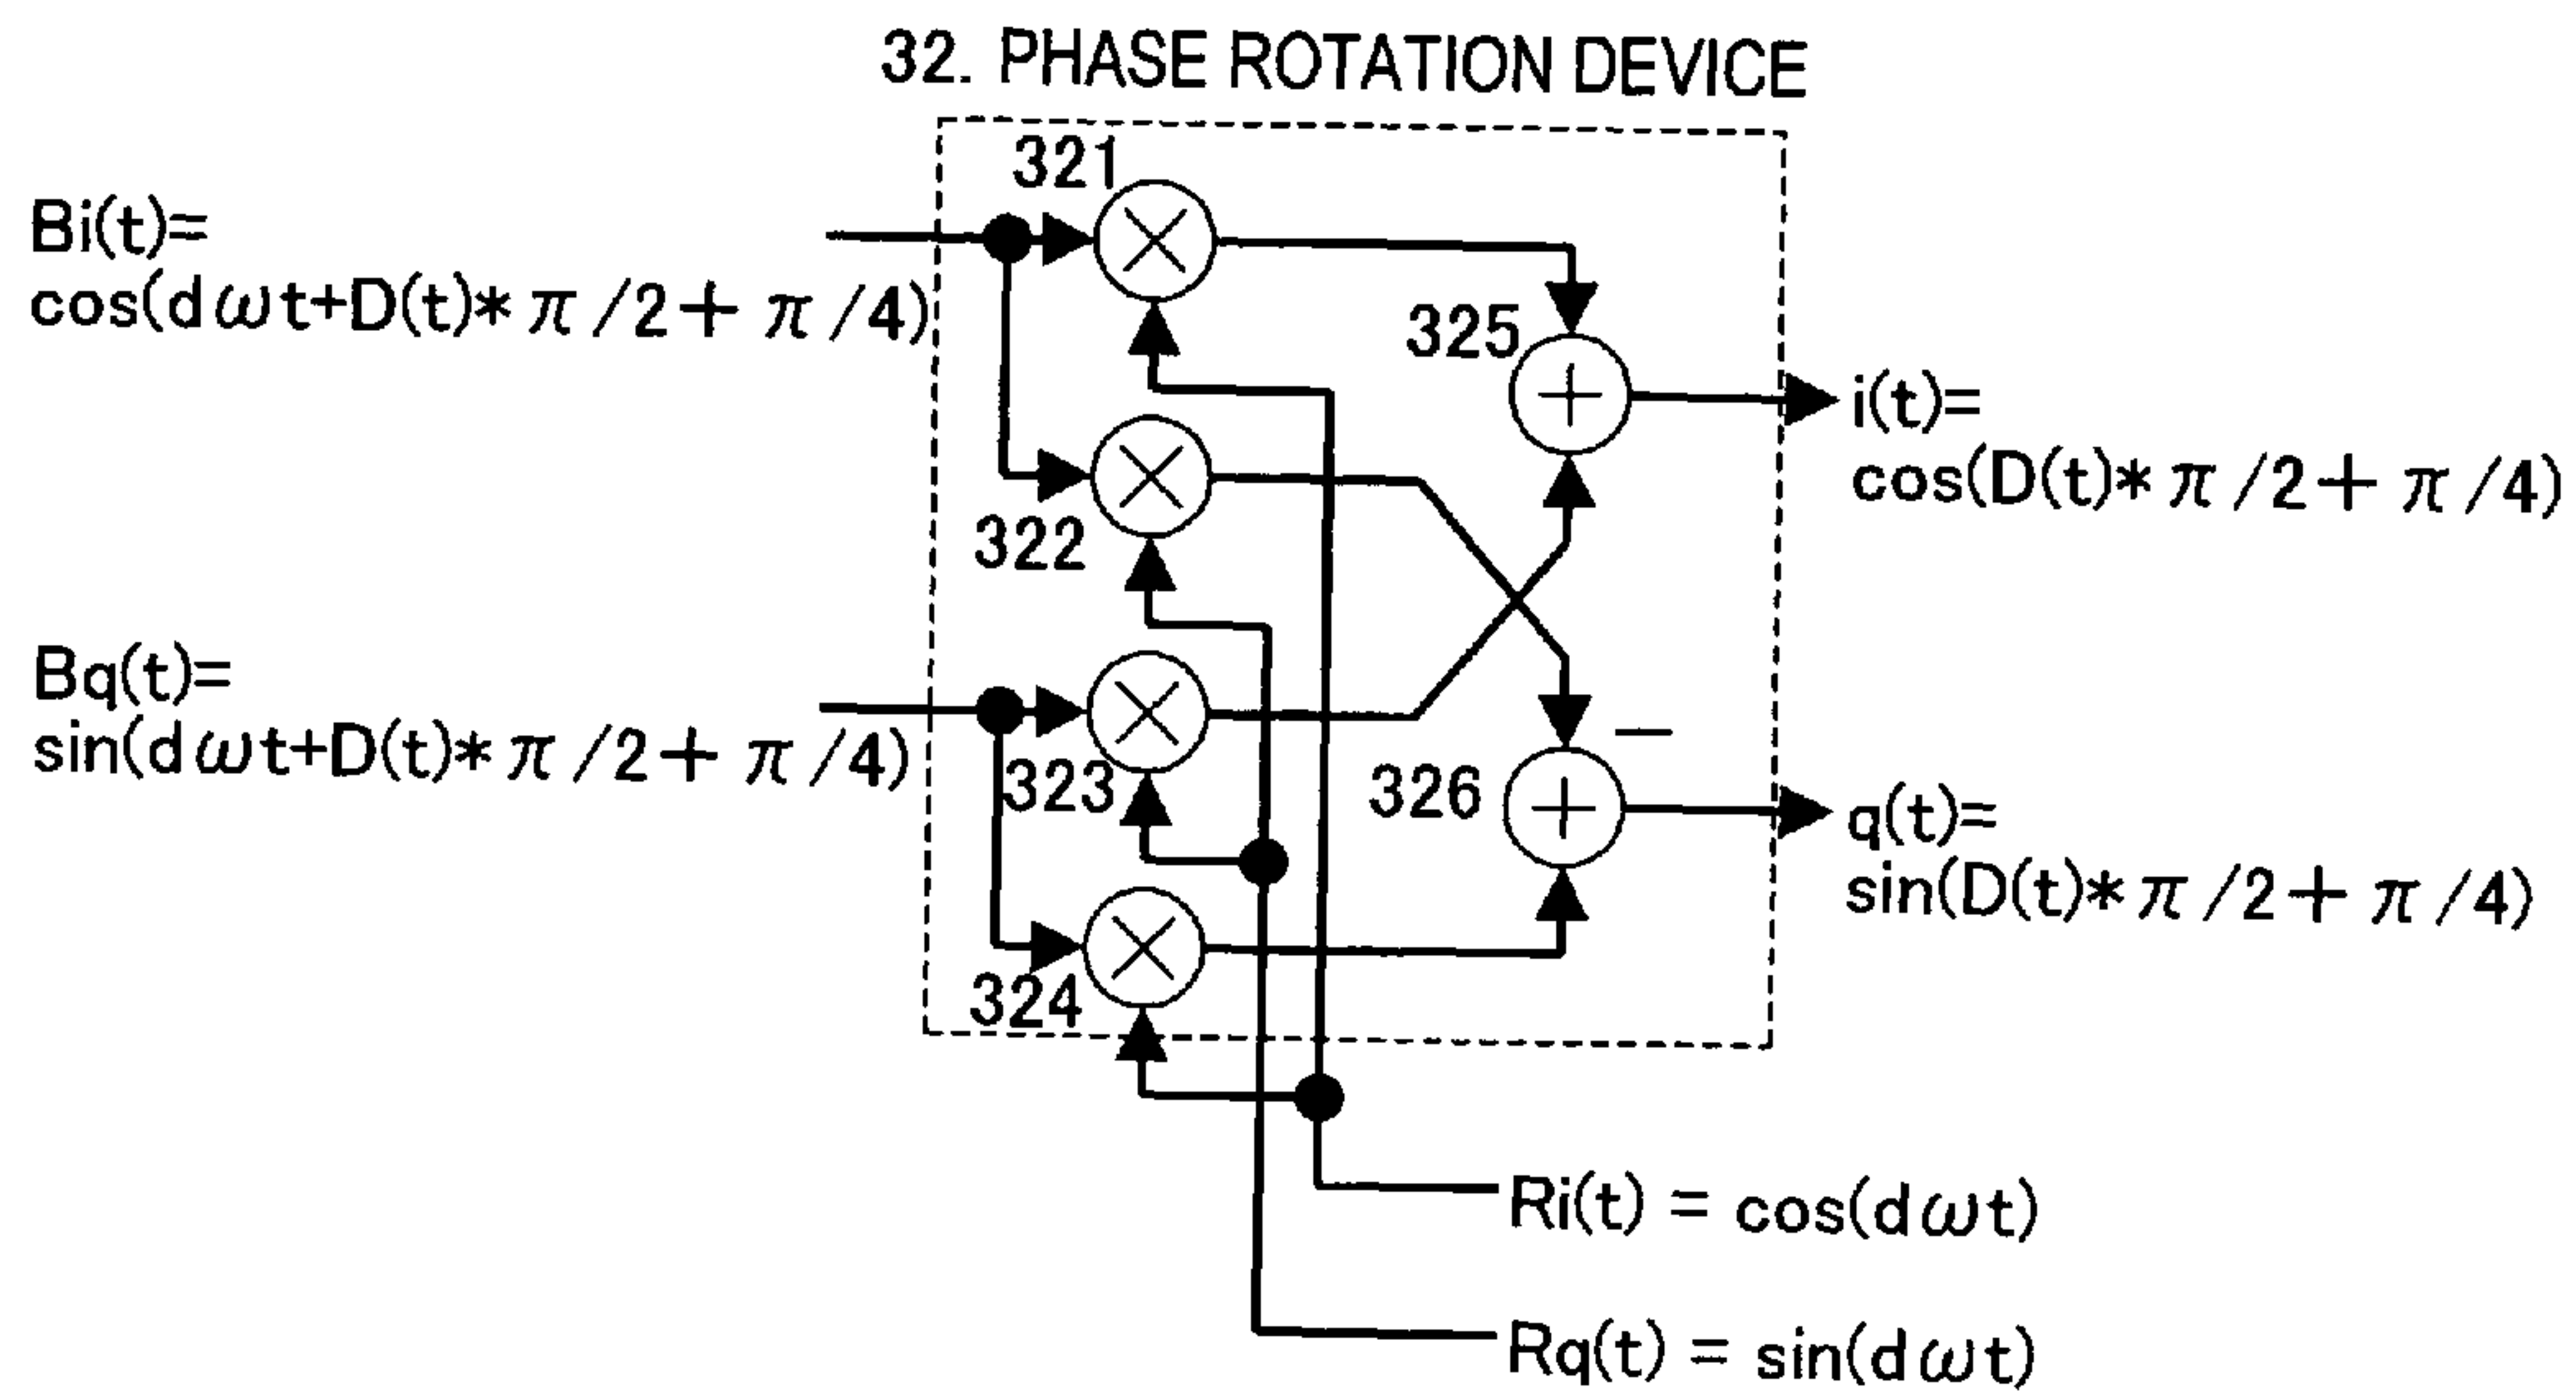 32. PHASE ROTATION DEVICE
321
Bi(t)=
cos(dωt+D(t)*π/2+π/4)
325
i(t)=
cos(D(t)*π/2+π/4)
322
Bq(t)=
sin(dωt+D(t)*π/2+π/4)
−
323
326
q(t)=
sin(D(t)*π/2+π/4)
324
Ri(t) = cos(dωt)
Rq(t) = sin(dωt)